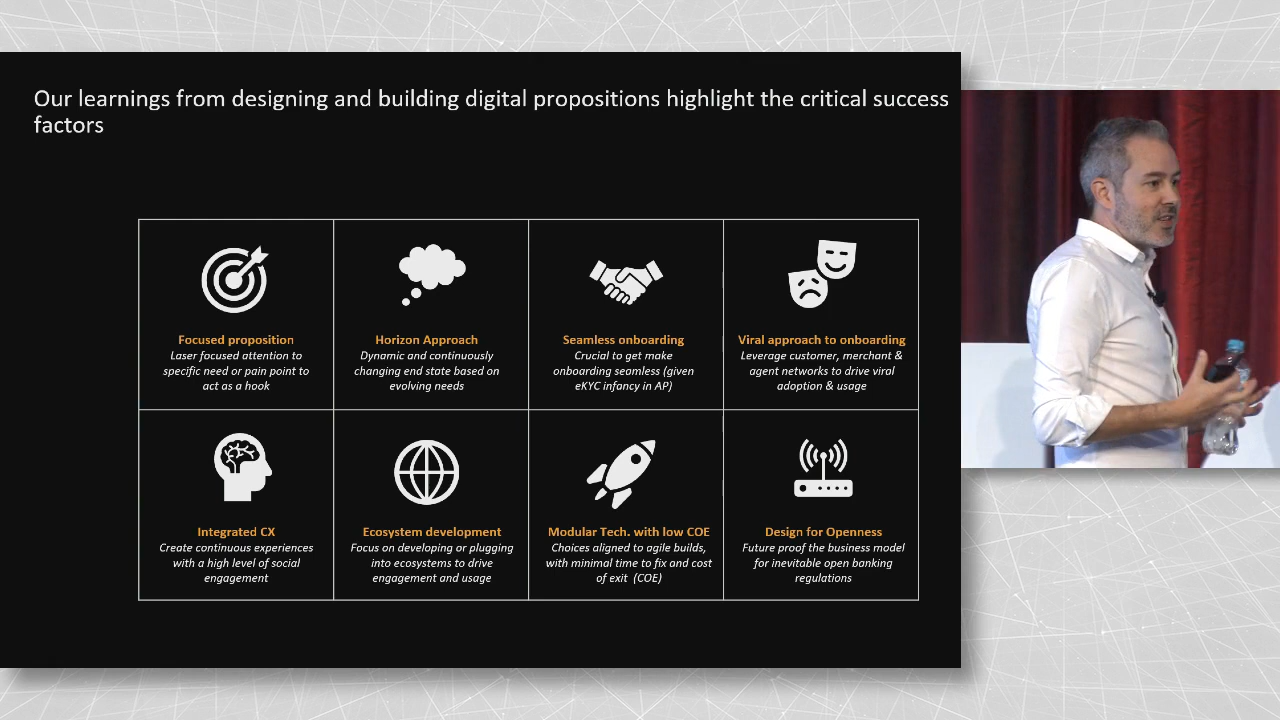 Our learnings from designing and building digital propositions highlight the critical success
factors
Focused proposition
Laser focused attention to
specific need or pain point to
act as a hook
Horizon Approach
Dynamic and continuously
changing end state based on
evolving needs
Seamless onboarding
Crucial to get make
onboarding seamless (given
eKYC infancy in AP)
Viral approach to onboarding
Leverage customer, merchant &
agent networks to drive viral
adoption & usage
Integrated CX
Create continuous experiences
with a high level of social
engagement
Ecosystem development
Focus on developing or plugging
into ecosystems to drive
engagement and usage
Modular Tech. with low COE
Choices aligned to agile builds,
with minimal time to fix and cost
of exit (COE)
Design for Openness
Future proof the business model
for inevitable open banking
regulations